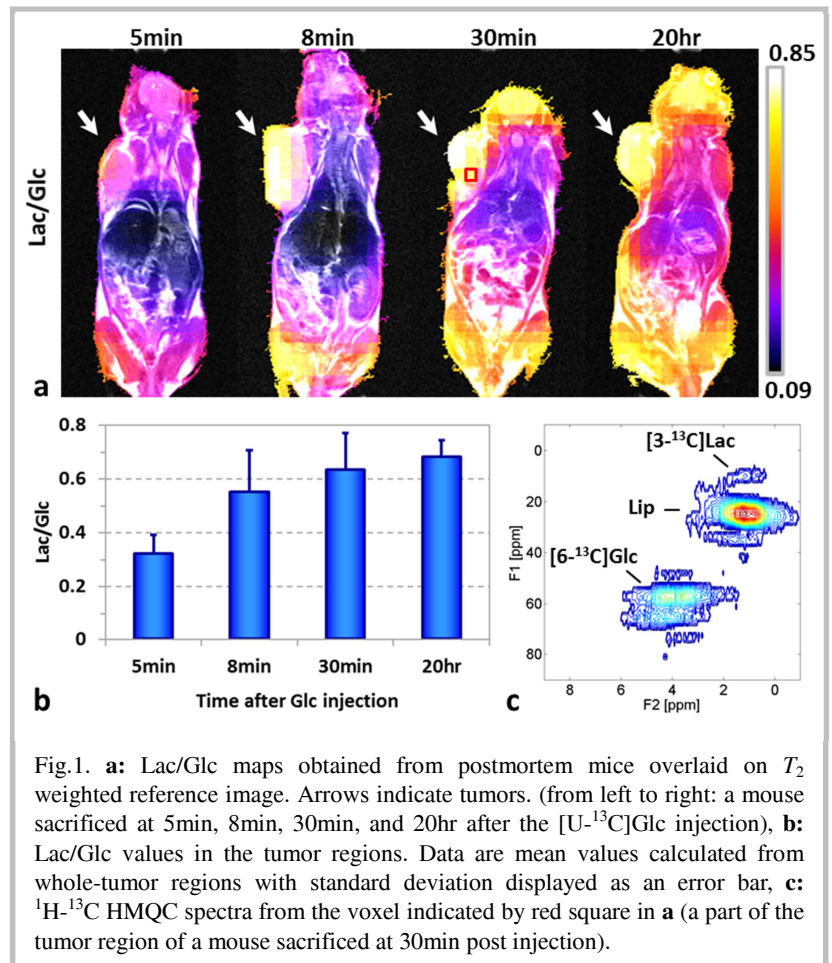 5min 8min 30min 20hr
0.85
Lac/Glc
0.09
a
0.8
0.6
0.4
0.2
0
Lac/Glc
5min 8min 30min 20hr
Time after Glc injection
b
[3-¹³C]Lac
Lip
[6-¹³C]Glc
0
20
40
60
80
F1 [ppm]
8 6 4 2 0
F2 [ppm]
c
Fig.1. a: Lac/Glc maps obtained from postmortem mice overlaid on T₂
weighted reference image. Arrows indicate tumors. (from left to right: a mouse
sacrificed at 5min, 8min, 30min, and 20hr after the [U-¹³C]Glc injection), b:
Lac/Glc values in the tumor regions. Data are mean values calculated from
whole-tumor regions with standard deviation displayed as an error bar, c:
¹H-¹³C HMQC spectra from the voxel indicated by red square in a (a part of the
tumor region of a mouse sacrificed at 30min post injection).